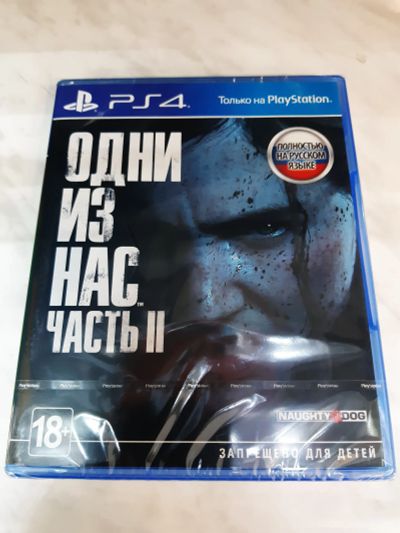 PS4
Только на PlayStation
ПОЛНОСТЬЮ
НА РУССКОМ
ЯЗЫКЕ
ОДНИ
ИЗ
НАС
ЧАСТЬ II
18+
NAUGHTY DOG
ЗАПРЕЩЕНО ДЛЯ ДЕТЕЙ